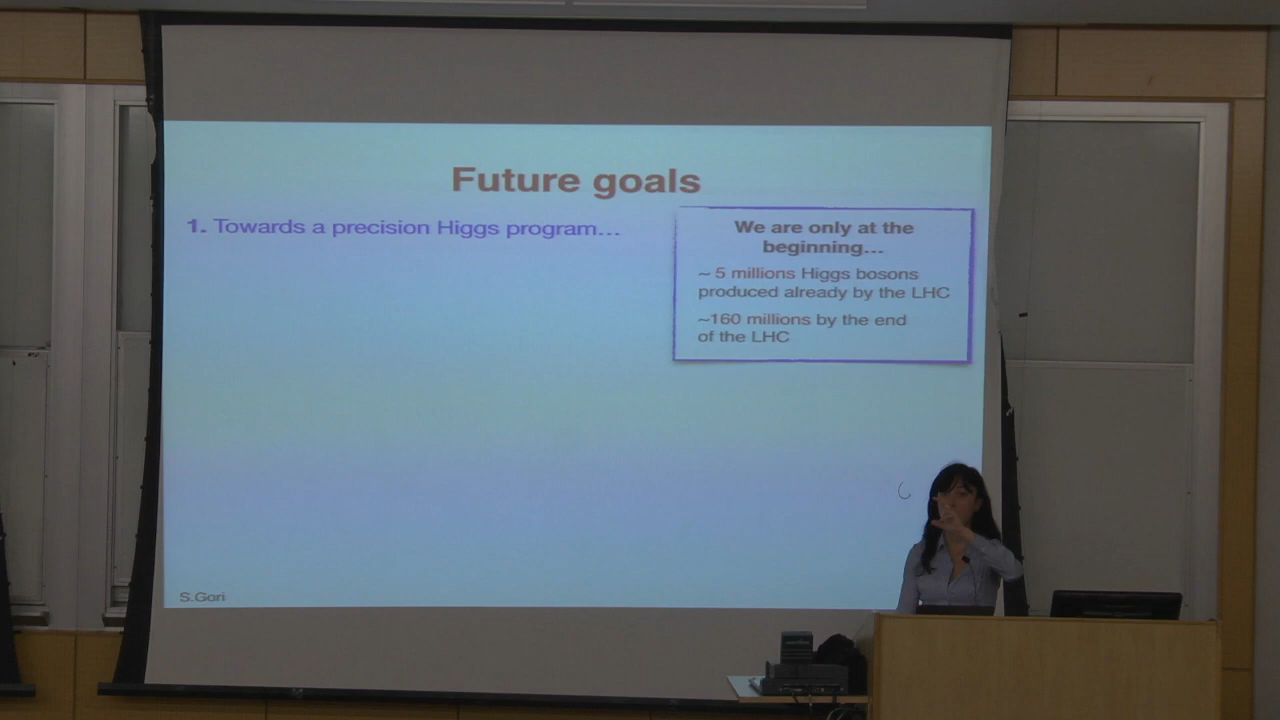 Future goals
1. Towards a precision Higgs program...
We are only at the
beginning...
~ 5 millions Higgs bosons
produced already by the LHC
~160 millions by the end
of the LHC
S.Gori